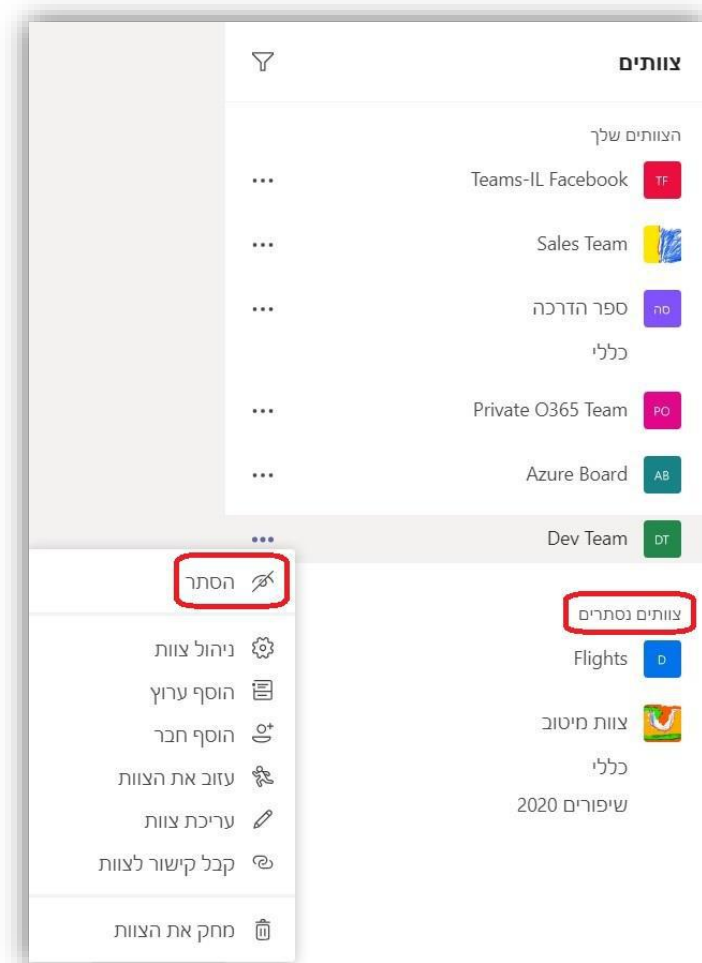 צוותים
הצוותים שלך
TF Teams-IL Facebook
Sales Team
סה ספר הדרכה
כללי
PO Private O365 Team
AB Azure Board
DT Dev Team
צוותים נסתרים
D Flights
צוות מיטוב
כללי
שיפורים 2020
הסתר
ניהול צוות
הוסף ערוץ
הוסף חבר
עזוב את הצוות
עריכת צוות
קבל קישור לצוות
מחק את הצוות